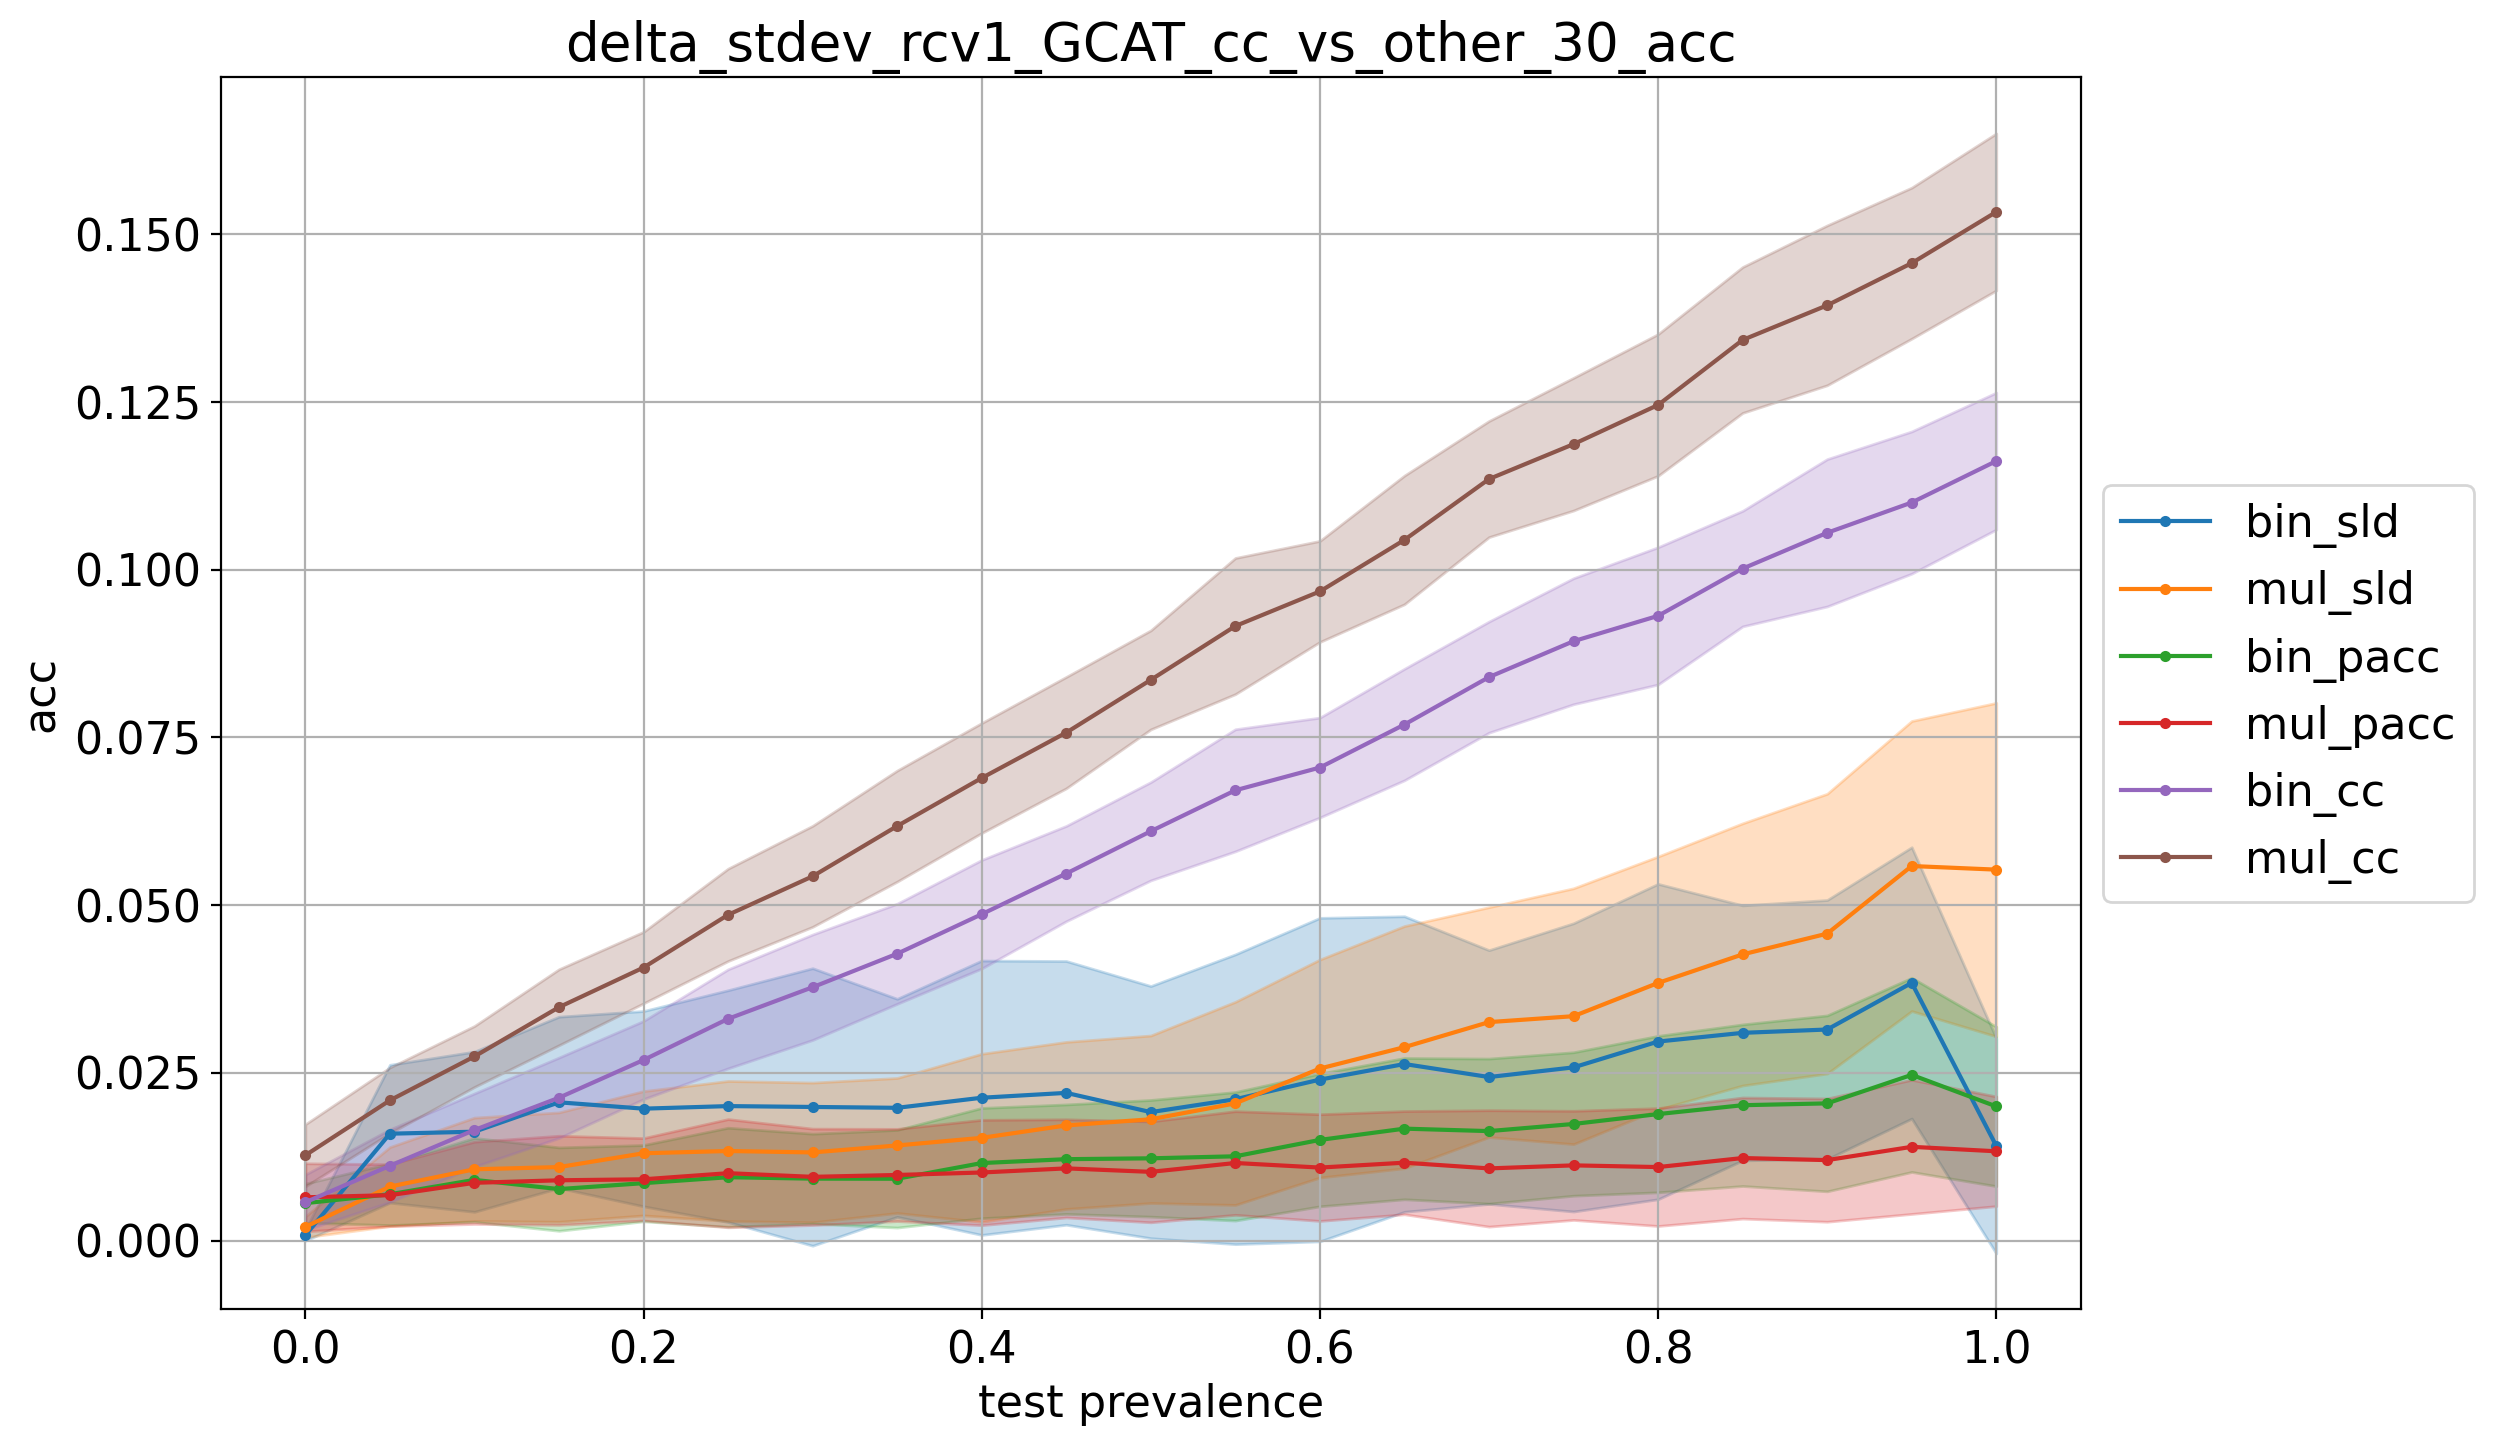 delta_stdev_rcv1_GCAT_cc_vs_other_30_acc
0.150
0.125
0.100
0.075
0.050
0.025
0.000
acc
0.0 0.2 0.4 0.6 0.8 1.0
test prevalence
bin_sld
mul_sld
bin_pacc
mul_pacc
bin_cc
mul_cc